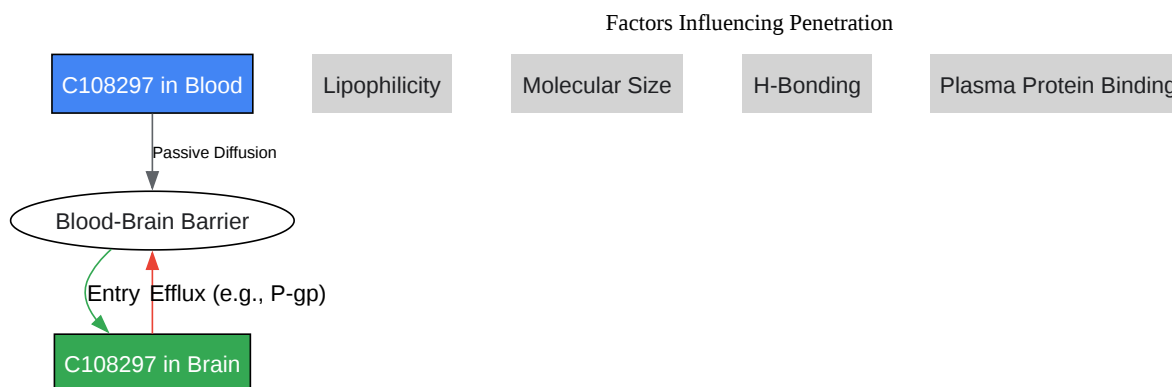 Factors Influencing Penetration
C108297 in Blood
Lipophilicity
Molecular Size
H-Bonding
Plasma Protein Binding
Passive Diffusion
Blood-Brain Barrier
Entry
Efflux (e.g., P-gp)
C108297 in Brain